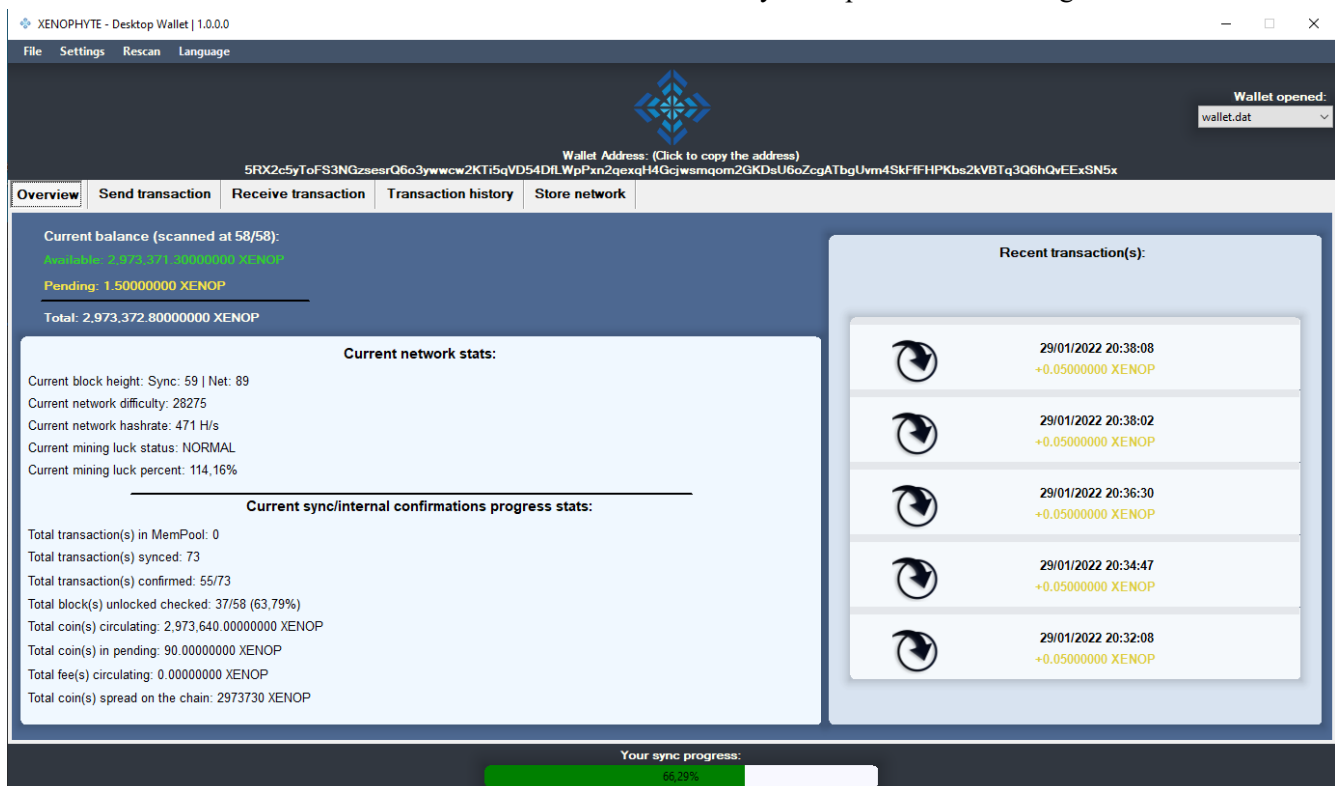 XENOPHYTE - Desktop Wallet | 1.0.0.0
File Settings Rescan Language
Wallet opened:
wallet.dat
Wallet Address: (Click to copy the address)
5RX2c5yToFS3NGzsesrQ6o3ywwcw2KTi5qVD54DfLWpPxn2qexqH4Gcjwsmqom2GKDsU6oZcgATbgUvm4SkFfFHPKbs2kVBTq3Q6hQvEExSN5x
Overview Send transaction Receive transaction Transaction history Store network
Current balance (scanned at 58/58):
Available: 2,973,371.30000000 XENOP
Pending: 1.50000000 XENOP
Total: 2,973,372.80000000 XENOP
Current network stats:
Current block height: Sync: 59 | Net: 89
Current network difficulty: 28275
Current network hashrate: 471 H/s
Current mining luck status: NORMAL
Current mining luck percent: 114,16%
Current sync/internal confirmations progress stats:
Total transaction(s) in MemPool: 0
Total transaction(s) synced: 73
Total transaction(s) confirmed: 55/73
Total block(s) unlocked checked: 37/58 (63,79%)
Total coin(s) circulating: 2,973,640.00000000 XENOP
Total coin(s) in pending: 90.00000000 XENOP
Total fee(s) circulating: 0.00000000 XENOP
Total coin(s) spread on the chain: 2973730 XENOP
Recent transaction(s):
29/01/2022 20:38:08
+0.05000000 XENOP
29/01/2022 20:38:02
+0.05000000 XENOP
29/01/2022 20:36:30
+0.05000000 XENOP
29/01/2022 20:34:47
+0.05000000 XENOP
29/01/2022 20:32:08
+0.05000000 XENOP
Your sync progress:
66,29%